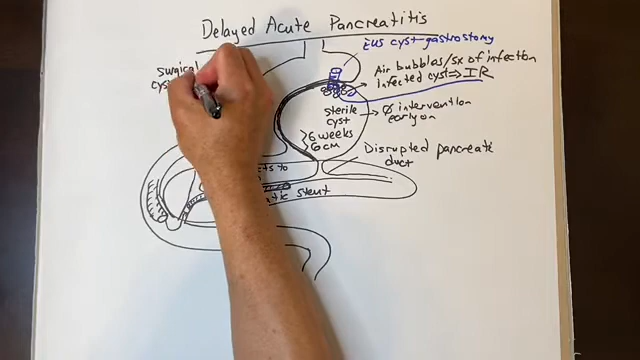 Delayed Acute Pancreatitis
EUS cyst-gastrostomy
surgical
Air bubbles/sx of infection
infected cyst ⇒ IR
sterile
cyst
→ Ø intervention
early on
6 weeks
6 cm
Disrupted pancreatic
duct
to
stent